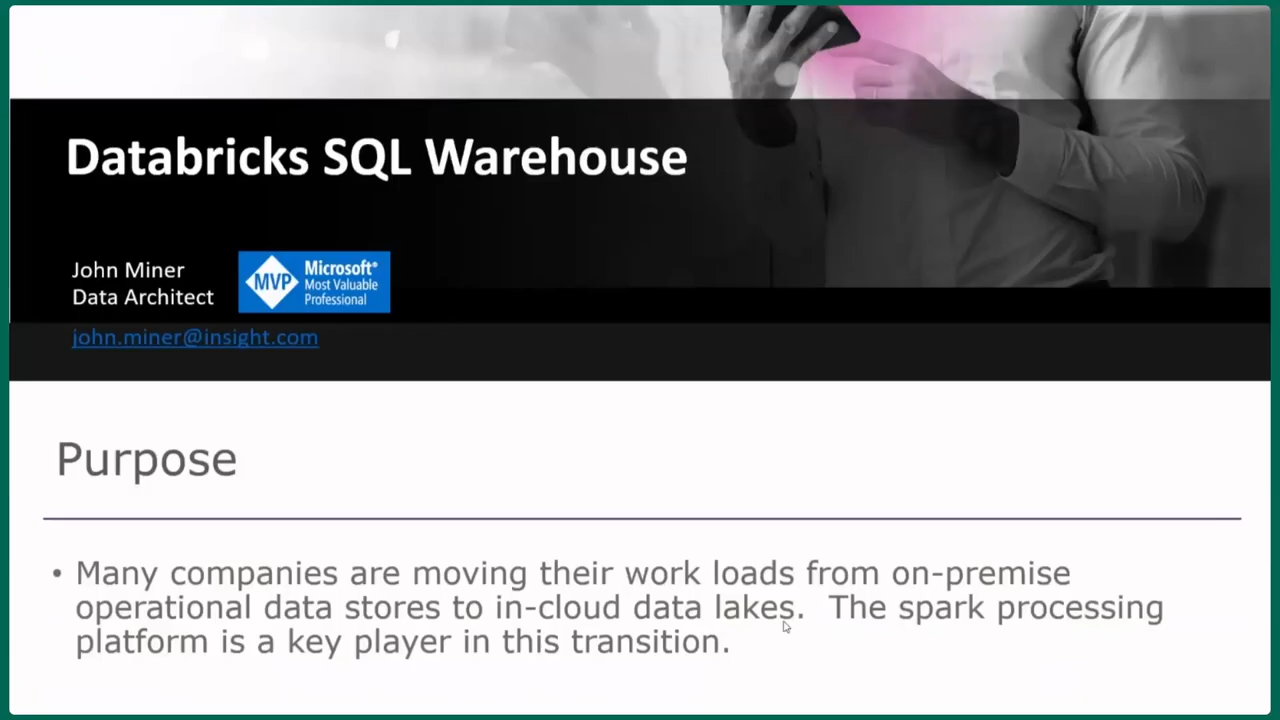 Databricks SQL Warehouse
John Miner
Data Architect
MVP
Microsoft®
Most Valuable
Professional
john.miner@insight.com
Purpose
• Many companies are moving their work loads from on-premise
operational data stores to in-cloud data lakes.  The spark processing
platform is a key player in this transition.